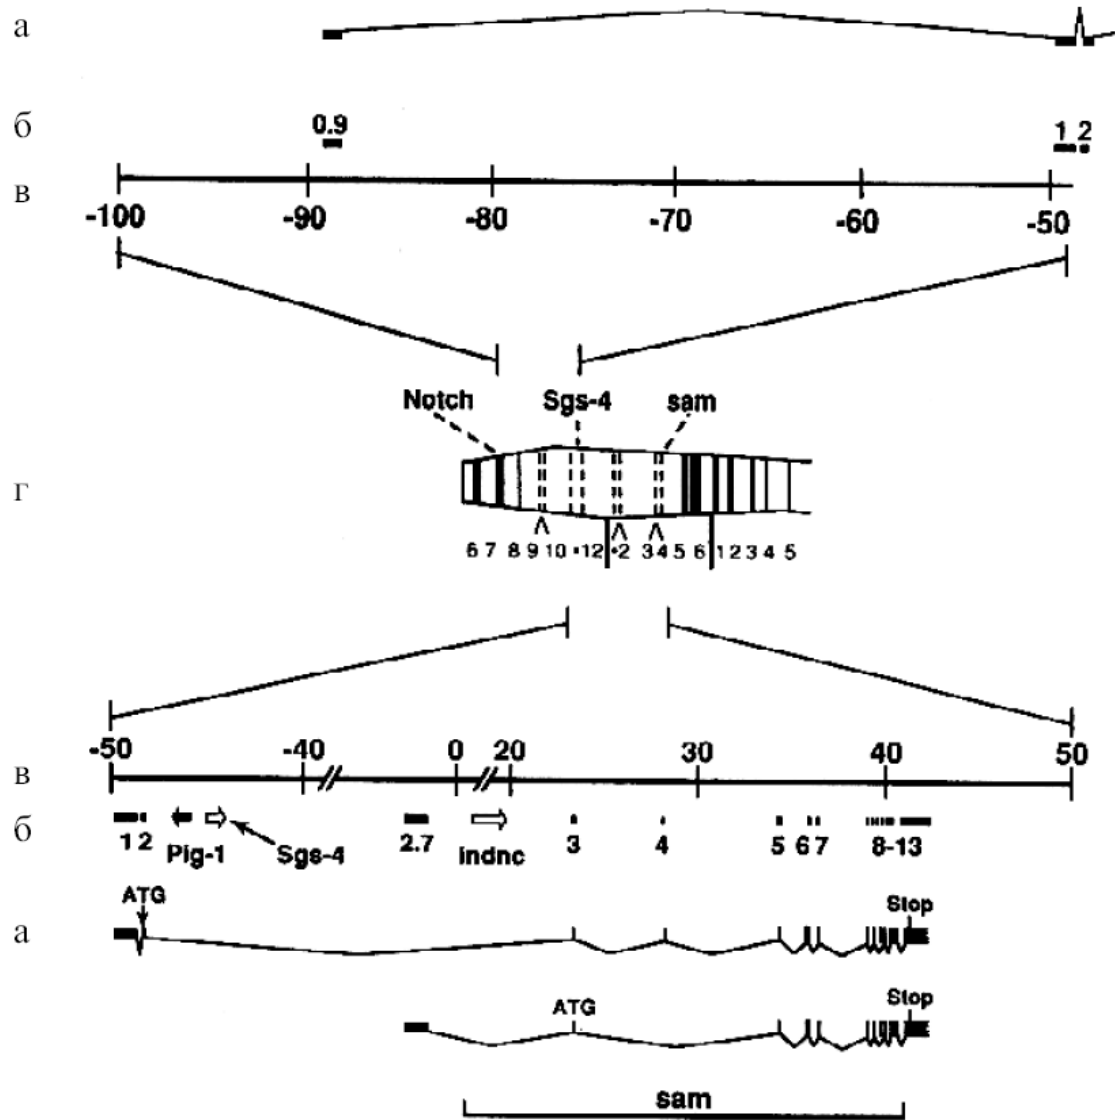 а
б
0.9
1 2
в
-100 -90 -80 -70 -60 -50
Notch Sgs-4 sam
г
6 7 8 9 10 • 12 • 2 3 4 5 6 1 2 3 4 5
-50 -40 0 20 30 40 50
в
б
1 2 Pig-1 Sgs-4 2.7 indnc 3 4 5 6 7 8-13
ATG Stop
а
ATG Stop
sam